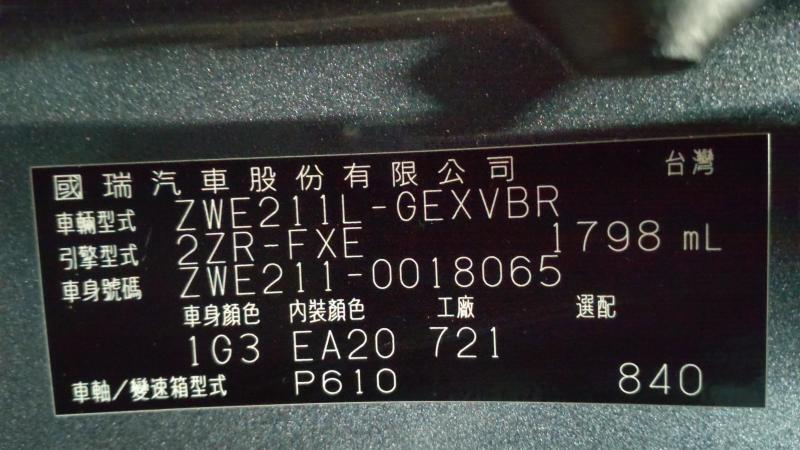 國瑞汽車股份有限公司 台灣
車輛型式 ZWE211L-GEXVBR
引擎型式 2ZR-FXE 1798 mL
車身號碼 ZWE211-0018065
車身顏色 內裝顏色 工廠 選配
1G3 EA20 721
車軸/變速箱型式 P610 840